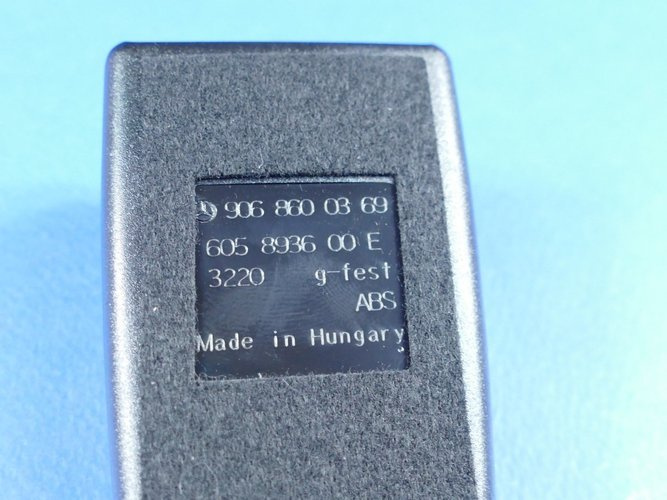 906 860 03 69
605 8936 00 E
3220 g-fest
ABS
Made in Hungary